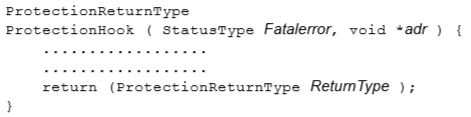 ProtectionReturnType
ProtectionHook ( StatusType Fatalerror, void *adr ) {
..................
..................
return (ProtectionReturnType ReturnType );
}